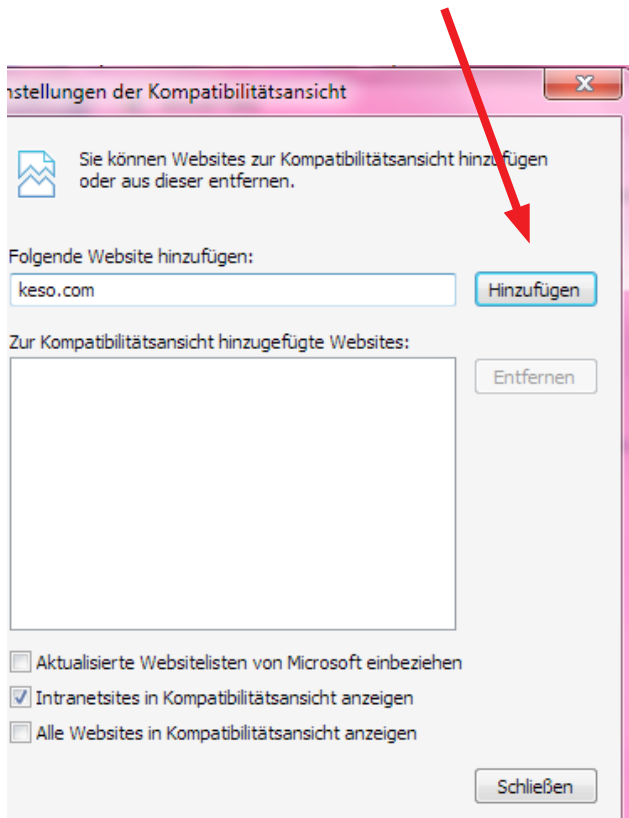 nstellungen der Kompatibilitätsansicht
Sie können Websites zur Kompatibilitätsansicht hinzufügen
oder aus dieser entfernen.
Folgende Website hinzufügen:
keso.com
Hinzufügen
Zur Kompatibilitätsansicht hinzugefügte Websites:
Entfernen
Aktualisierte Websitelisten von Microsoft einbeziehen
Intranetsites in Kompatibilitätsansicht anzeigen
Alle Websites in Kompatibilitätsansicht anzeigen
Schließen